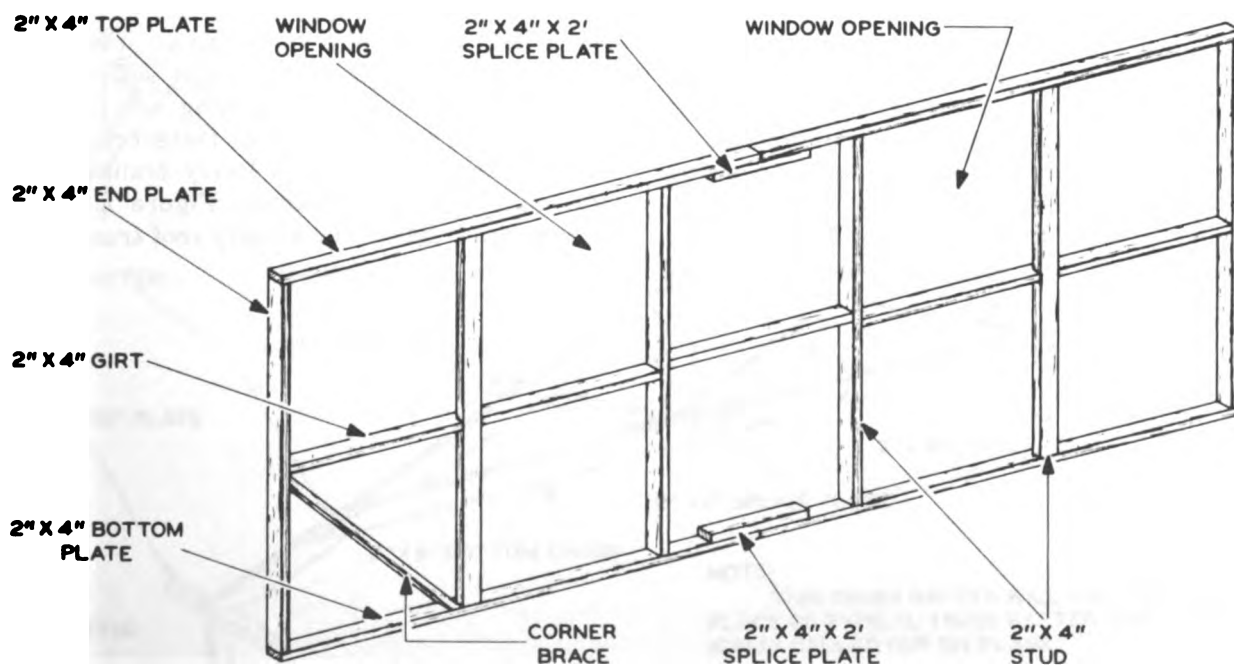 2" X 4" TOP PLATE
WINDOW
OPENING
2" X 4" X 2'
SPLICE PLATE
WINDOW OPENING
2" X 4" END PLATE
2" X 4" GIRT
2" X 4" BOTTOM
PLATE
CORNER
BRACE
2" X 4" X 2'
SPLICE PLATE
2" X 4"
STUD